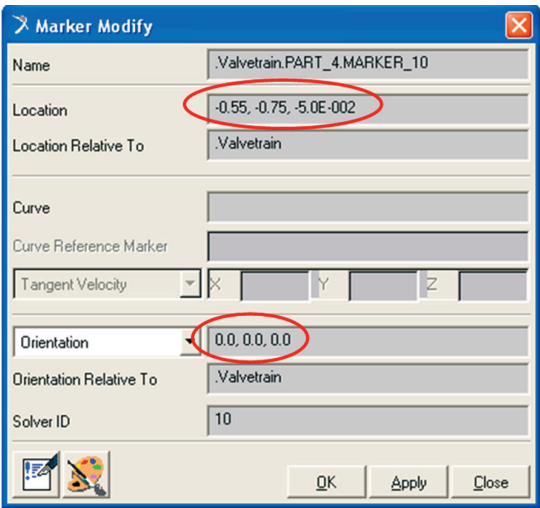 Marker Modify
Name .Valvetrain.PART_4.MARKER_10
Location -0.55, -0.75, -5.0E-002
Location Relative To .Valvetrain
Curve
Curve Reference Marker
Tangent Velocity X Y Z
Orientation 0.0, 0.0, 0.0
Orientation Relative To .Valvetrain
Solver ID 10
OK Apply Close